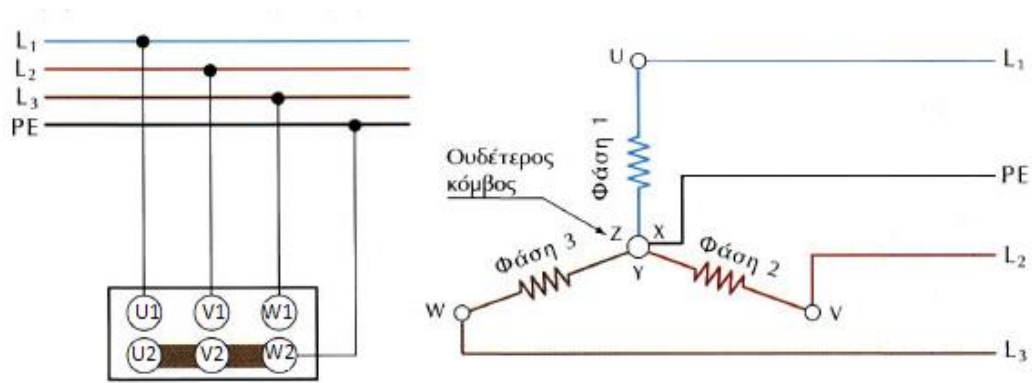 L₁
L₂
L₃
PE
U1 V1 W1
U2 V2 W2
U
L₁
Φάση 1
Ουδέτερος
κόμβος
PE
Z X
Y
Φάση 3
Φάση 2
L₂
W
V
L₃